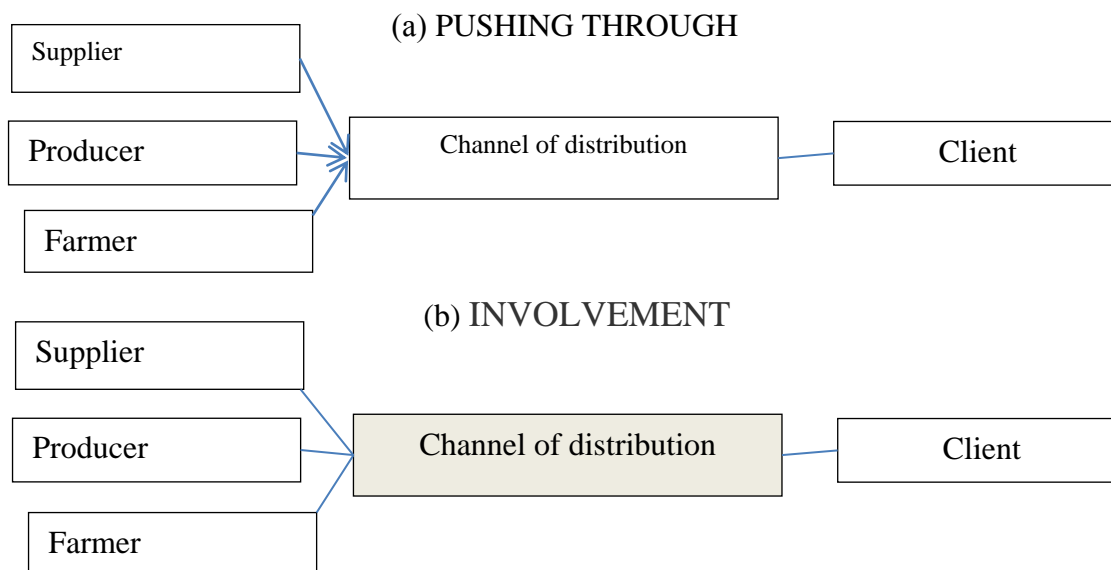 (a) PUSHING THROUGH
Supplier
Producer
Channel of distribution
Client
Farmer
(b) INVOLVEMENT
Supplier
Producer
Channel of distribution
Client
Farmer